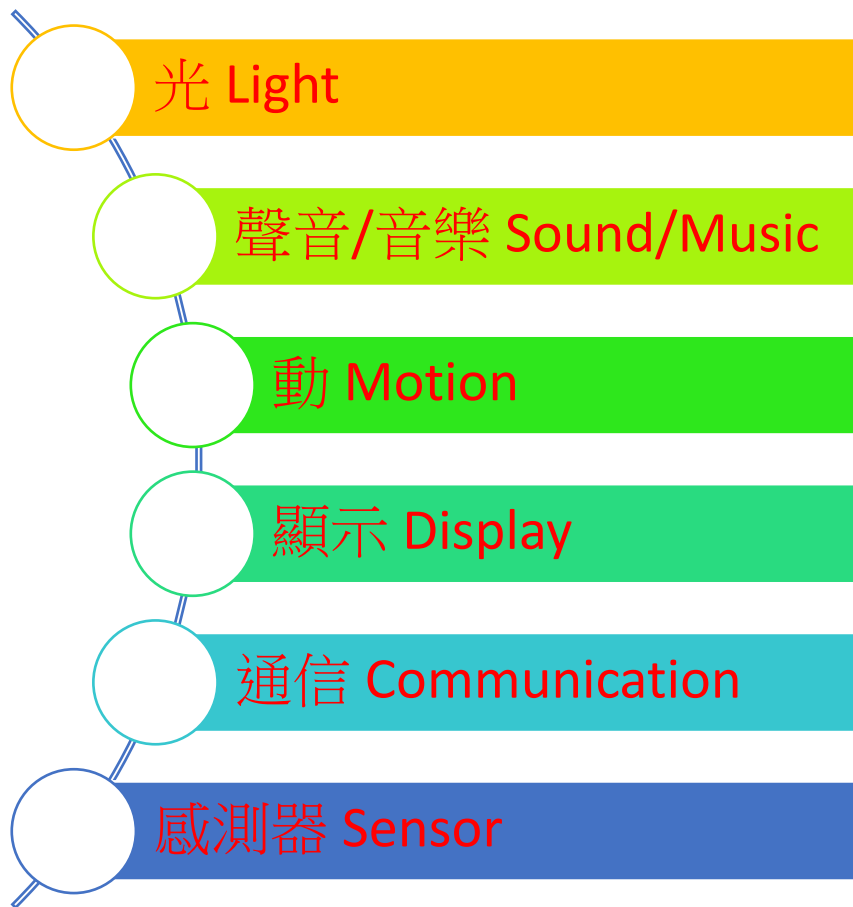 光 Light
聲音/音樂 Sound/Music
動 Motion
顯示 Display
通信 Communication
感測器 Sensor